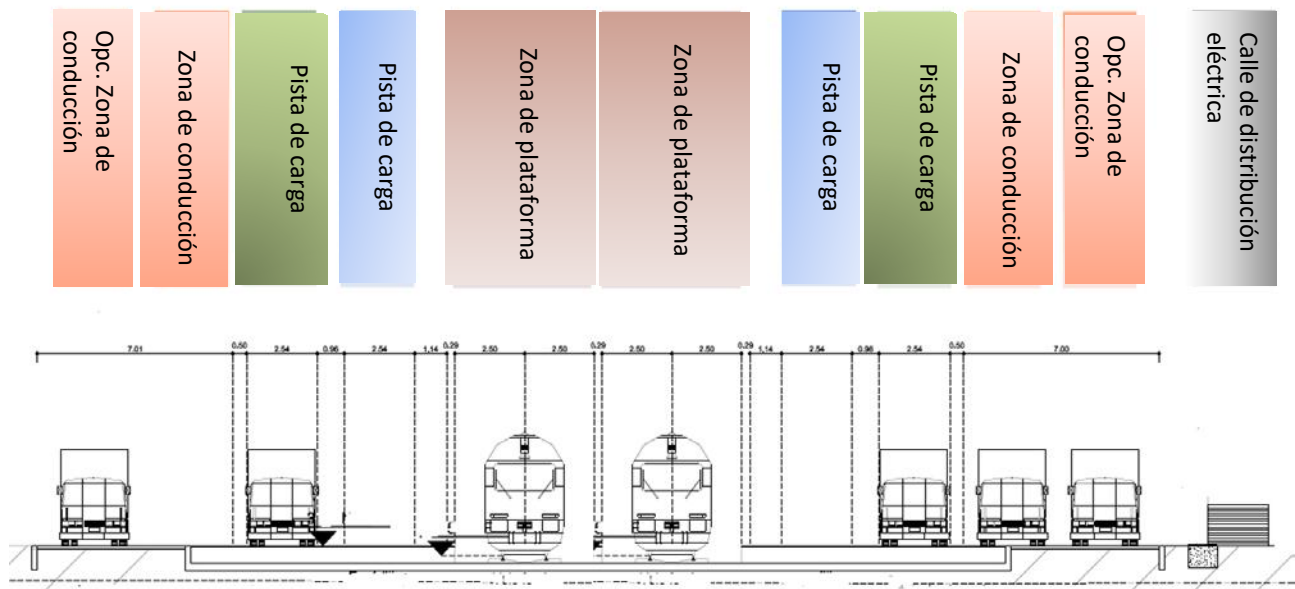 Opc. Zona de
conducción
Zona de conducción
Pista de carga
Pista de carga
Zona de plataforma
Zona de plataforma
Pista de carga
Pista de carga
Zona de conducción
Opc. Zona de
conducción
Calle de distribución
eléctrica
7.01 0.50 2.54 0.96 2.54 1.14 0.29 2.50 2.50 0.29 2.50 2.50 0.29 1.14 2.54 0.96 2.54 0.50 7.00